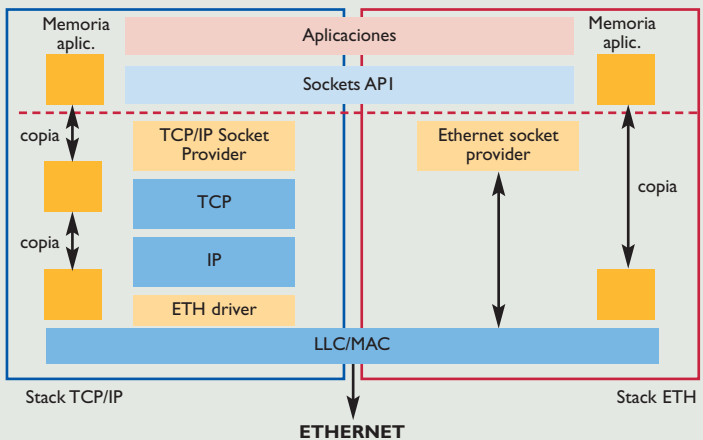 Memoria
aplic.
Aplicaciones
Memoria
aplic.
Sockets API
copia
TCP/IP Socket
Provider
Ethernet socket
provider
TCP
copia
copia
IP
ETH driver
LLC/MAC
Stack TCP/IP
Stack ETH
ETHERNET